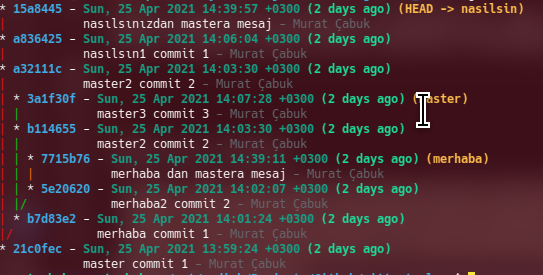 * 15a8445 - Sun, 25 Apr 2021 14:39:57 +0300 (2 days ago) (HEAD -> nasilsin)
| nasılsınızdan mastera mesaj - Murat Çabuk
* a836425 - Sun, 25 Apr 2021 14:06:04 +0300 (2 days ago)
| nasılsın1 commit 1 - Murat Çabuk
* a32111c - Sun, 25 Apr 2021 14:03:30 +0300 (2 days ago)
| master2 commit 2 - Murat Çabuk
| * 3a1f30f - Sun, 25 Apr 2021 14:07:28 +0300 (2 days ago)
| | master3 commit 3 - Murat Çabuk
| * b114655 - Sun, 25 Apr 2021 14:03:30 +0300 (2 days ago)
| | master2 commit 2 - Murat Çabuk
| | * 7715b76 - Sun, 25 Apr 2021 14:39:11 +0300 (2 days ago) (merhaba)
| | | merhaba dan mastera mesaj - Murat Çabuk
| | * 5e20620 - Sun, 25 Apr 2021 14:02:07 +0300 (2 days ago)
| |/ merhaba2 commit 2 - Murat Çabuk
| * b7d83e2 - Sun, 25 Apr 2021 14:01:24 +0300 (2 days ago)
|/ merhaba commit 1 - Murat Çabuk
* 21c0fec - Sun, 25 Apr 2021 13:59:24 +0300 (2 days ago)
master commit 1 - Murat Çabuk